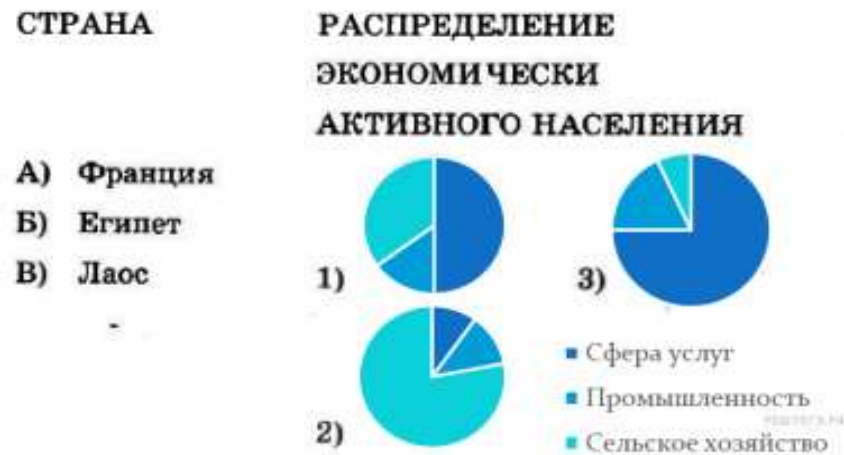 СТРАНА
РАСПРЕДЕЛЕНИЕ
ЭКОНОМИЧЕСКИ
АКТИВНОГО НАСЕЛЕНИЯ
А) Франция
Б) Египет
В) Лаос
1)
3)
2)
Сфера услуг
Промышленность
Сельское хозяйство